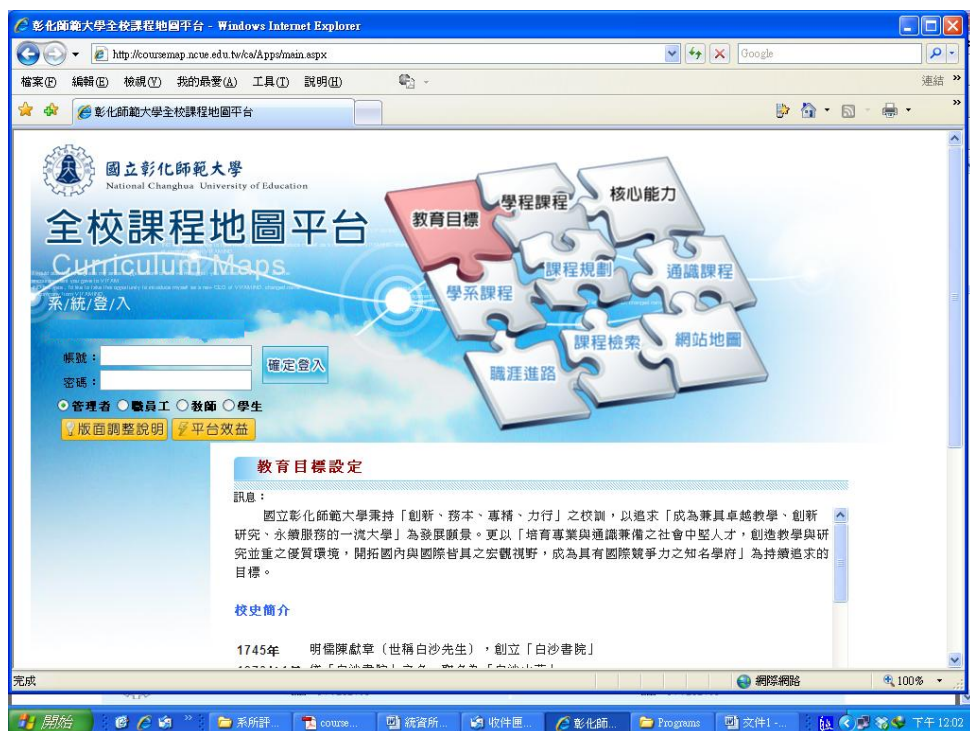 彰化師範大學全校課程地圖平台 - Windows Internet Explorer
http://coursemap.ncue.edu.tw/ca/Apps/main.aspx
Google
檔案(F) 編輯(E) 檢視(V) 我的最愛(A) 工具(T) 說明(H)
連結 »
彰化師範大學全校課程地圖平台
國立彰化師範大學
National Changhua University of Education
全校課程地圖平台
Curriculum Maps
系/統/登/入
教育目標
學程課程
核心能力
學系課程
課程規劃
通識課程
職涯進路
課程檢索
網站地圖
帳號：
密碼：
確定登入
管理者 職員工 教師 學生
版面調整說明 平台效益
教育目標設定
訊息：
國立彰化師範大學秉持「創新、務本、專精、力行」之校訓，以追求「成為兼具卓越教學、創新
研究、永續服務的一流大學」為發展願景。更以「培育專業與通識兼備之社會中堅人才，創造教學與研
究並重之優質環境，開拓國內與國際皆具之宏觀視野，成為具有國際競爭力之知名學府」為持續追求的
目標。
校史簡介
1745年 明儒陳獻章（世稱白沙先生），創立「白沙書院」
完成
網際網路
100%
開始
系所評...
course...
統資所...
收件匣...
彰化師...
Programs
文件1 -...
下午 12:02